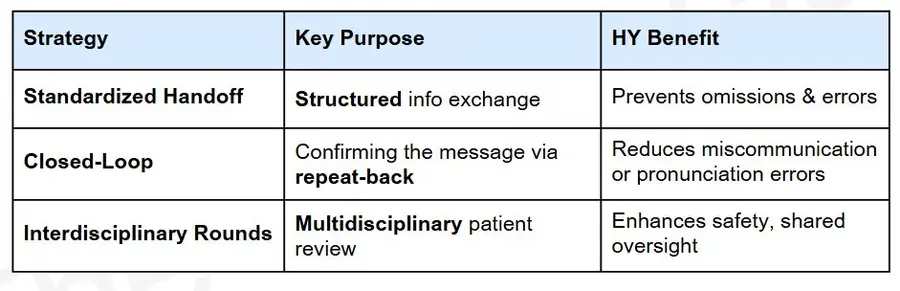 Strategy
Key Purpose
HY Benefit
Standardized Handoff
Structured info exchange
Prevents omissions & errors
Closed-Loop
Confirming the message via
repeat-back
Reduces miscommunication
or pronunciation errors
Interdisciplinary Rounds
Multidisciplinary patient
review
Enhances safety, shared
oversight